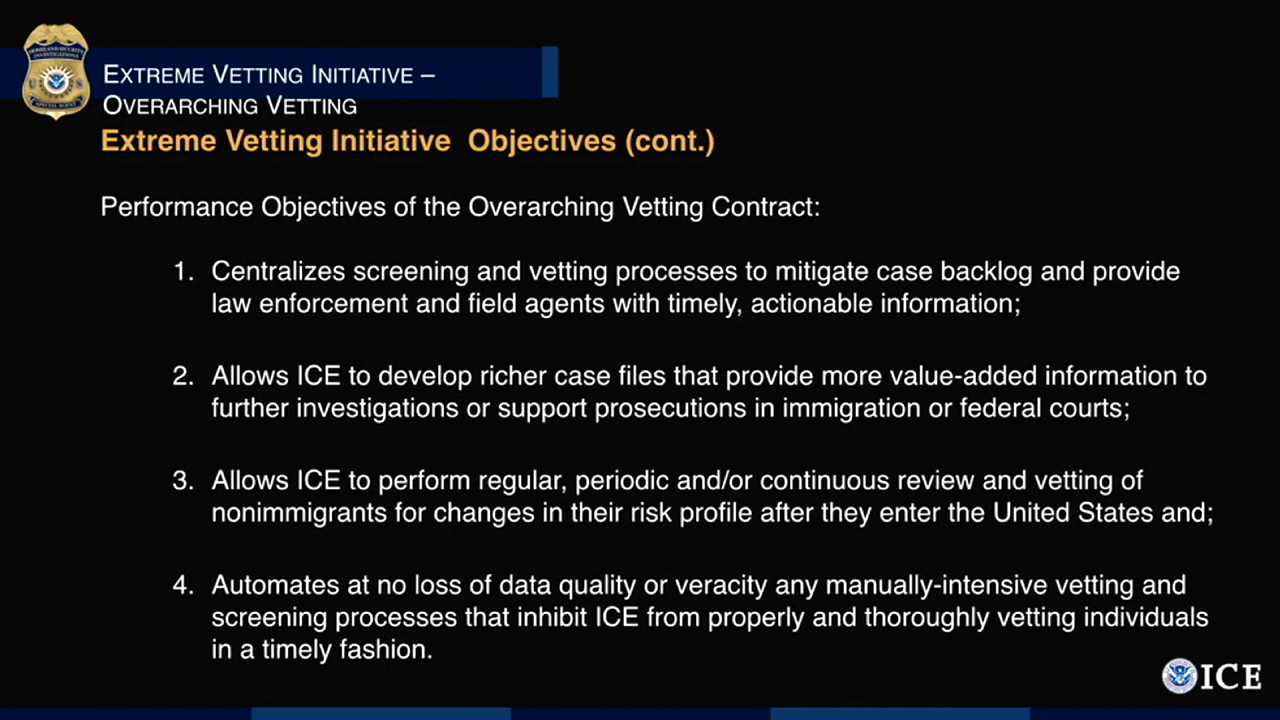 HOMELAND SECURITY
INVESTIGATIONS
U S
SPECIAL AGENT
EXTREME VETTING INITIATIVE –
OVERARCHING VETTING
Extreme Vetting Initiative  Objectives (cont.)
Performance Objectives of the Overarching Vetting Contract:
1. Centralizes screening and vetting processes to mitigate case backlog and provide
law enforcement and field agents with timely, actionable information;
2. Allows ICE to develop richer case files that provide more value-added information to
further investigations or support prosecutions in immigration or federal courts;
3. Allows ICE to perform regular, periodic and/or continuous review and vetting of
nonimmigrants for changes in their risk profile after they enter the United States and;
4. Automates at no loss of data quality or veracity any manually-intensive vetting and
screening processes that inhibit ICE from properly and thoroughly vetting individuals
in a timely fashion.
ICE